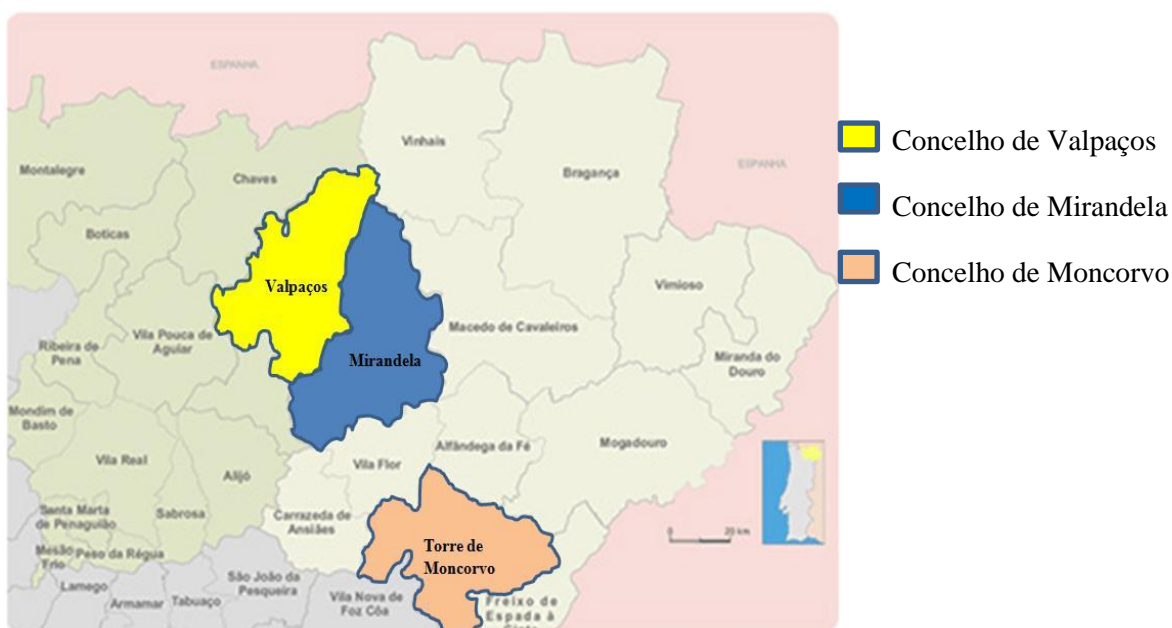 ESPANHA
Vinhais
Bragança
Montalegre
Chaves
ESPANHA
Boticas
Valpaços
Vimioso
Vila Pouca de
Aguiar
Macedo de Cavaleiros
Ribeira de
Pena
Mirandela
Miranda do
Douro
Mondim de
Basto
Mogadouro
Alfândega da Fé
Vila Real
Vila Flor
Alijó
Santa Marta
de Penaguião
Sabrosa
Carrazeda de
Ansiães
0 20 km
Mesão
Frio
Peso da Régua
Torre de
Moncorvo
Lamego
São João da
Pesqueira
Armamar
Tabuaço
Vila Nova de
Foz Côa
Freixo de
Espada à
Concelho de Valpaços
Concelho de Mirandela
Concelho de Moncorvo